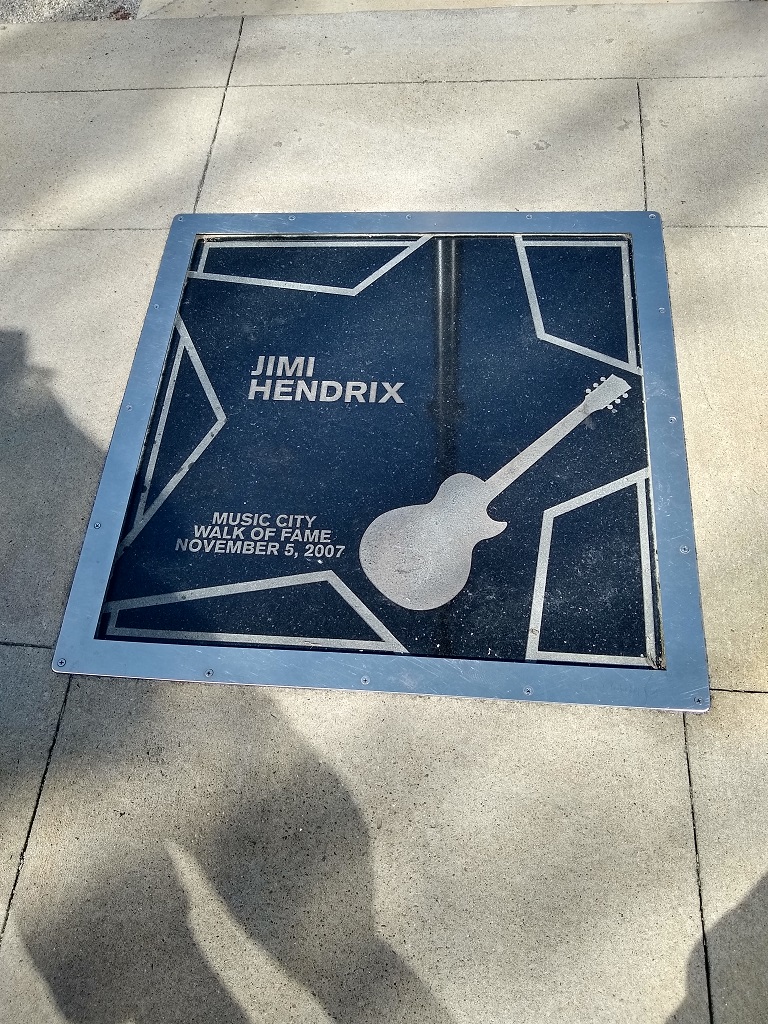 JIMI
HENDRIX
MUSIC CITY
WALK OF FAME
NOVEMBER 5, 2007